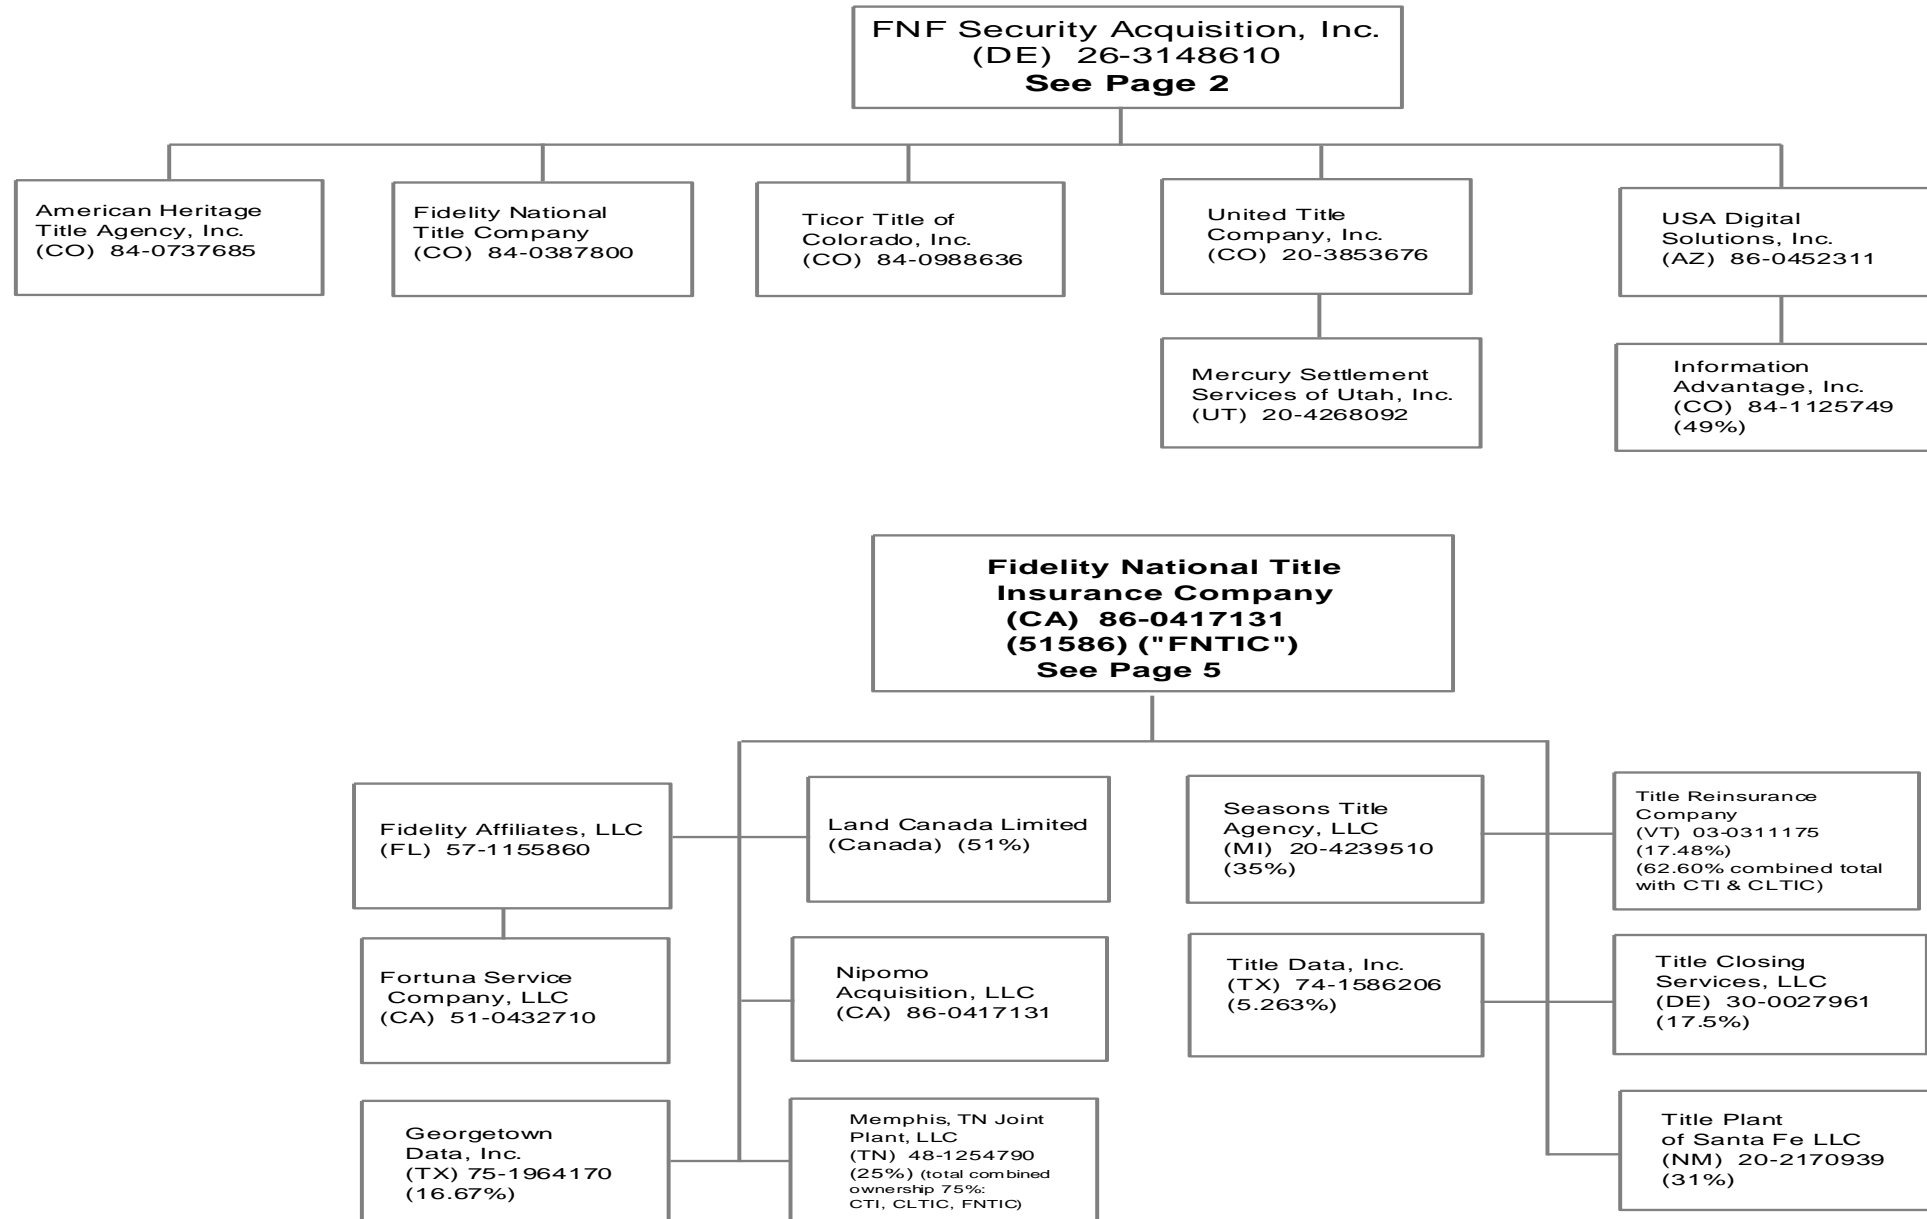 FNF Security Acquisition, Inc.
(DE) 26-3148610
See Page 2
American Heritage
Title Agency, Inc.
(CO) 84-0737685
Fidelity National
Title Company
(CO) 84-0387800
Ticor Title of
Colorado, Inc.
(CO) 84-0988636
United Title
Company, Inc.
(CO) 20-3853676
USA Digital
Solutions, Inc.
(AZ) 86-0452311
Mercury Settlement
Services of Utah, Inc.
(UT) 20-4268092
Information
Advantage, Inc.
(CO) 84-1125749
(49%)
Fidelity National Title
Insurance Company
(CA) 86-0417131
(51586) ("FNTIC")
See Page 5
Fidelity Affiliates, LLC
(FL) 57-1155860
Land Canada Limited
(Canada) (51%)
Seasons Title
Agency, LLC
(MI) 20-4239510
(35%)
Title Reinsurance
Company
(VT) 03-0311175
(17.48%)
(62.60% combined total
with CTI & CLTIC)
Fortuna Service
Company, LLC
(CA) 51-0432710
Nipomo
Acquisition, LLC
(CA) 86-0417131
Title Data, Inc.
(TX) 74-1586206
(5.263%)
Title Closing
Services, LLC
(DE) 30-0027961
(17.5%)
Georgetown
Data, Inc.
(TX) 75-1964170
(16.67%)
Memphis, TN Joint
Plant, LLC
(TN) 48-1254790
(25%) (total combined
ownership 75%:
CTI, CLTIC, FNTIC)
Title Plant
of Santa Fe LLC
(NM) 20-2170939
(31%)